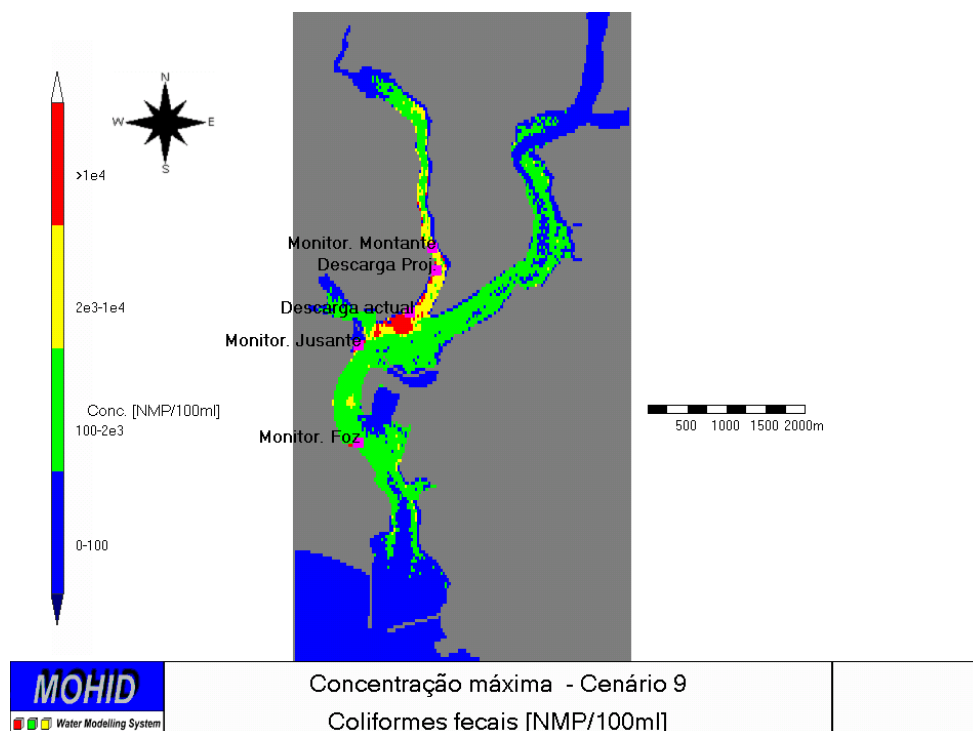 N
W
E
S
>1e4
2e3-1e4
Conc. [NMP/100ml]
100-2e3
0-100
Monitor. Montante
Descarga Proj.
Descarga actual
Monitor. Jusante
Monitor. Foz
500 1000 1500 2000m
MOHID
Water Modelling System
Concentração máxima - Cenário 9
Coliformes fecais [NMP/100ml]